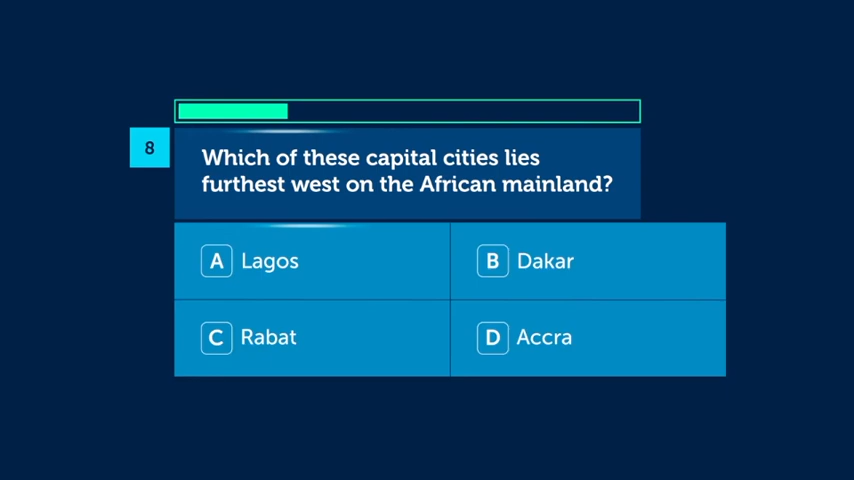 8
Which of these capital cities lies
furthest west on the African mainland?
A Lagos
B Dakar
C Rabat
D Accra